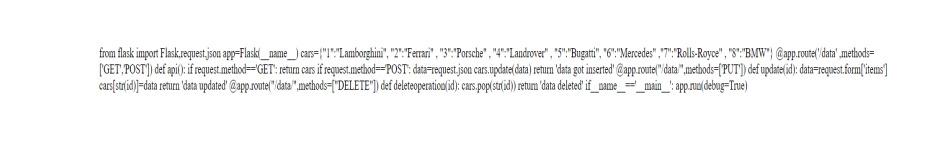 from flask import Flask,request,json app=Flask(__name__) cars={"1":"Lamborghini", "2":"Ferrari" , "3":"Porsche" , "4":"Landrover" , "5":"Bugatti", "6":"Mercedes" ,"7":"Rolls-Royce" , "8":"BMW"} @app.route('/data' ,methods=
['GET','POST']) def api(): if request.method=='GET': return cars if request.method=='POST': data=request.json cars.update(data) return 'data got inserted' @app.route("/data/",methods=['PUT']) def update(id): data=request.form['items']
cars[str(id)]=data return 'data updated' @app.route("/data/",methods=["DELETE"]) def deleteoperation(id): cars.pop(str(id)) return 'data deleted' if__name__=='__main__': app.run(debug=True)